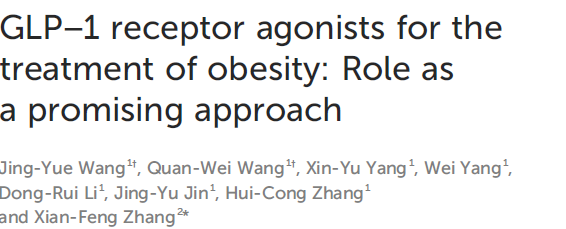 GLP–1 receptor agonists for the
treatment of obesity: Role as
a promising approach
Jing-Yue Wang1†, Quan-Wei Wang1†, Xin-Yu Yang1, Wei Yang1,
Dong-Rui Li1, Jing-Yu Jin1, Hui-Cong Zhang1
and Xian-Feng Zhang2*